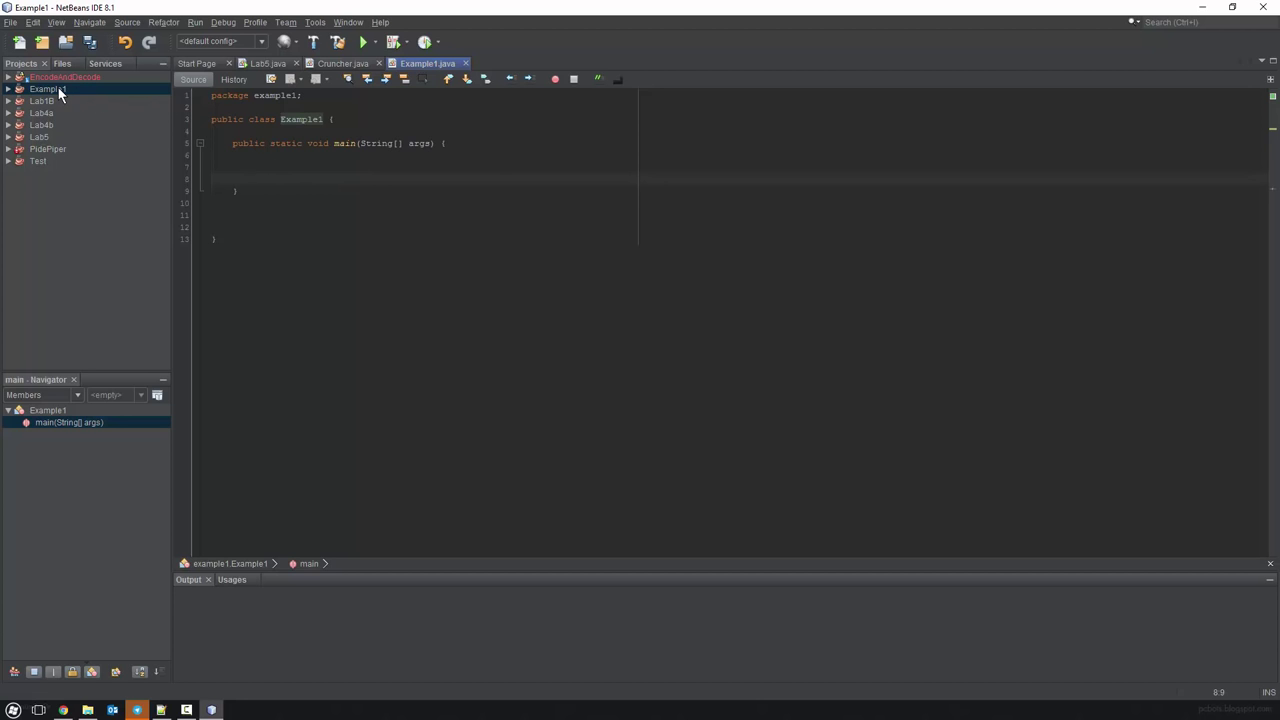 Example1 - NetBeans IDE 8.1
File Edit View Navigate Source Refactor Run Debug Profile Team Tools Window Help
Search (Ctrl+I)
<default config>
Projects Files Services
Start Page Lab5.java Cruncher.java Example1.java
Source History
EncodeAndDecode
Example1
Lab1B
Lab4a
Lab4b
Lab5
PidePiper
Test
1 package example1;
2
3 public class Example1 {
4
5 public static void main(String[] args) {
6
7
8
9 }
10
11
12
13 }
main - Navigator
Members <empty>
Example1
main(String[] args)
example1.Example1 main
Output Usages
8:9 INS
pcbots.blogspot.com